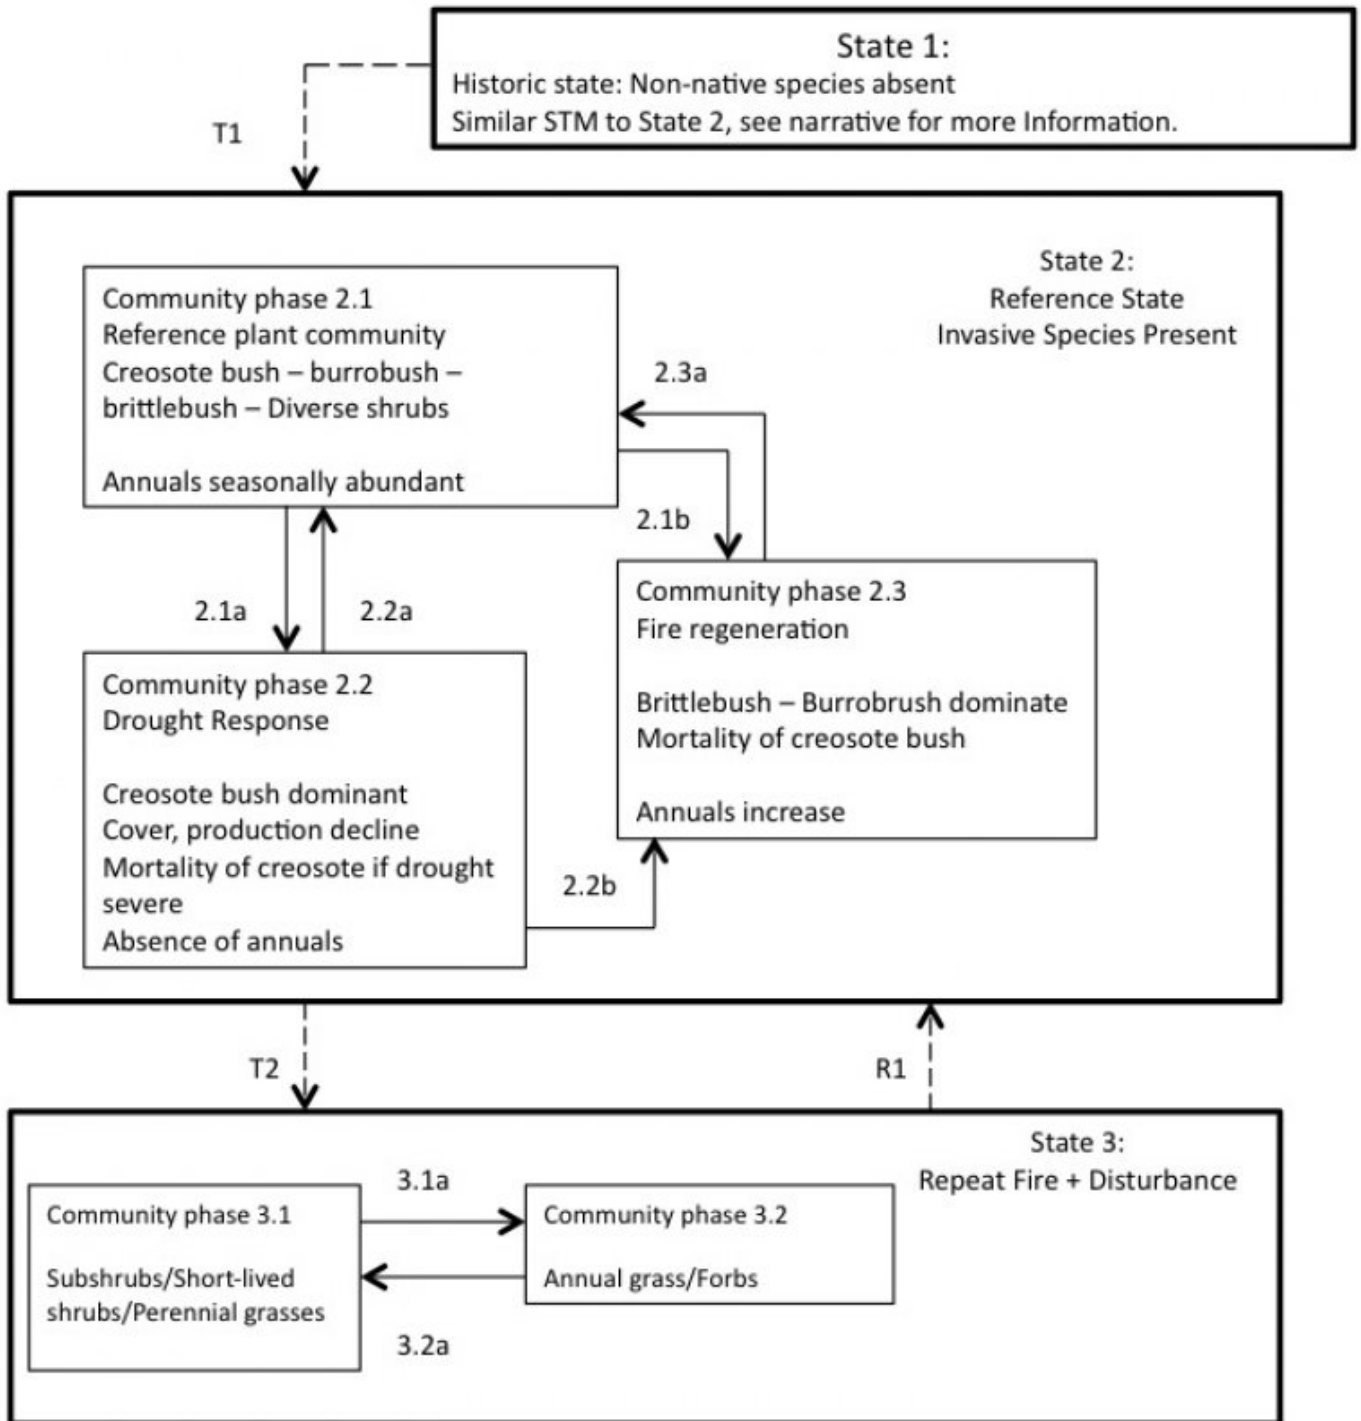 State 1:
Historic state: Non-native species absent
Similar STM to State 2, see narrative for more Information.
T1
State 2:
Reference State
Invasive Species Present
Community phase 2.1
Reference plant community
Creosote bush – burrobush –
brittlebush – Diverse shrubs
Annuals seasonally abundant
2.3a
2.1b
2.1a
2.2a
Community phase 2.3
Fire regeneration
Brittlebush – Burrobrush dominate
Mortality of creosote bush
Annuals increase
Community phase 2.2
Drought Response
Creosote bush dominant
Cover, production decline
Mortality of creosote if drought
severe
Absence of annuals
2.2b
T2
R1
State 3:
Repeat Fire + Disturbance
Community phase 3.1
Subshrubs/Short-lived
shrubs/Perennial grasses
3.1a
Community phase 3.2
Annual grass/Forbs
3.2a